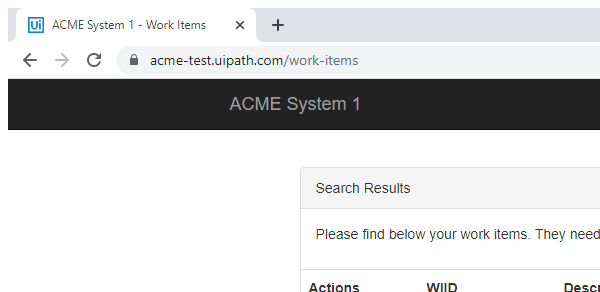 Ui ACME System 1 - Work Items
acme-test.uipath.com/work-items
ACME System 1
Search Results
Please find below your work items. They need
Actions WIID Descr